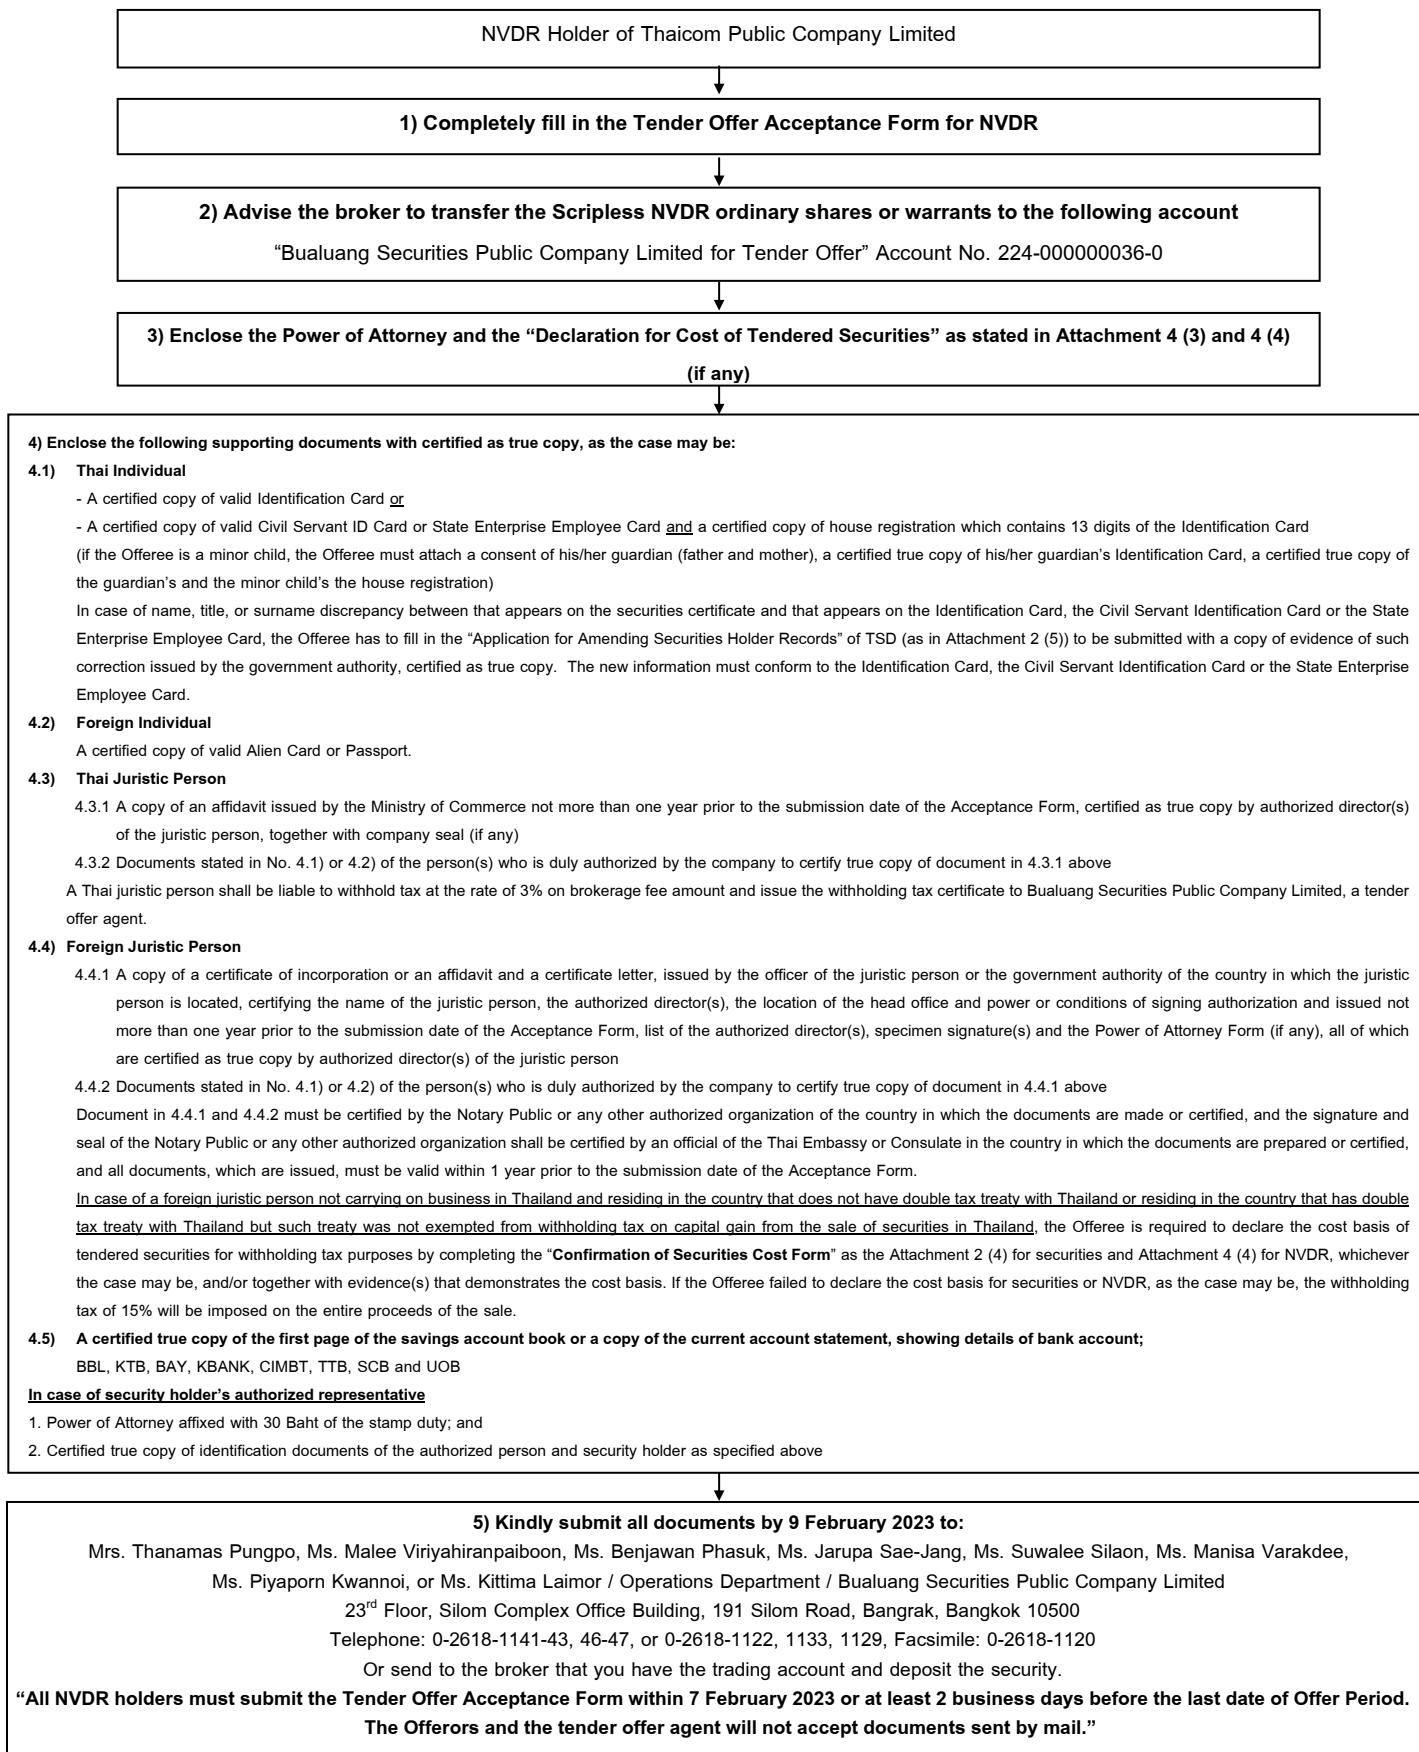 NVDR Holder of Thaicom Public Company Limited
1) Completely fill in the Tender Offer Acceptance Form for NVDR
2) Advise the broker to transfer the Scripless NVDR ordinary shares or warrants to the following account
“Bualuang Securities Public Company Limited for Tender Offer” Account No. 224-000000036-0
3) Enclose the Power of Attorney and the “Declaration for Cost of Tendered Securities” as stated in Attachment 4 (3) and 4 (4)
(if any)
4) Enclose the following supporting documents with certified as true copy, as the case may be:
4.1) Thai Individual
- A certified copy of valid Identification Card or
- A certified copy of valid Civil Servant ID Card or State Enterprise Employee Card and a certified copy of house registration which contains 13 digits of the Identification Card
(if the Offeree is a minor child, the Offeree must attach a consent of his/her guardian (father and mother), a certified true copy of his/her guardian’s Identification Card, a certified true copy of
the guardian’s and the minor child’s the house registration)
In case of name, title, or surname discrepancy between that appears on the securities certificate and that appears on the Identification Card, the Civil Servant Identification Card or the State
Enterprise Employee Card, the Offeree has to fill in the “Application for Amending Securities Holder Records” of TSD (as in Attachment 2 (5)) to be submitted with a copy of evidence of such
correction issued by the government authority, certified as true copy. The new information must conform to the Identification Card, the Civil Servant Identification Card or the State Enterprise
Employee Card.
4.2) Foreign Individual
A certified copy of valid Alien Card or Passport.
4.3) Thai Juristic Person
4.3.1 A copy of an affidavit issued by the Ministry of Commerce not more than one year prior to the submission date of the Acceptance Form, certified as true copy by authorized director(s)
of the juristic person, together with company seal (if any)
4.3.2 Documents stated in No. 4.1) or 4.2) of the person(s) who is duly authorized by the company to certify true copy of document in 4.3.1 above
A Thai juristic person shall be liable to withhold tax at the rate of 3% on brokerage fee amount and issue the withholding tax certificate to Bualuang Securities Public Company Limited, a tender
offer agent.
4.4) Foreign Juristic Person
4.4.1 A copy of a certificate of incorporation or an affidavit and a certificate letter, issued by the officer of the juristic person or the government authority of the country in which the juristic
person is located, certifying the name of the juristic person, the authorized director(s), the location of the head office and power or conditions of signing authorization and issued not
more than one year prior to the submission date of the Acceptance Form, list of the authorized director(s), specimen signature(s) and the Power of Attorney Form (if any), all of which
are certified as true copy by authorized director(s) of the juristic person
4.4.2 Documents stated in No. 4.1) or 4.2) of the person(s) who is duly authorized by the company to certify true copy of document in 4.4.1 above
Document in 4.4.1 and 4.4.2 must be certified by the Notary Public or any other authorized organization of the country in which the documents are made or certified, and the signature and
seal of the Notary Public or any other authorized organization shall be certified by an official of the Thai Embassy or Consulate in the country in which the documents are prepared or certified,
and all documents, which are issued, must be valid within 1 year prior to the submission date of the Acceptance Form.
In case of a foreign juristic person not carrying on business in Thailand and residing in the country that does not have double tax treaty with Thailand or residing in the country that has double
tax treaty with Thailand but such treaty was not exempted from withholding tax on capital gain from the sale of securities in Thailand, the Offeree is required to declare the cost basis of
tendered securities for withholding tax purposes by completing the “Confirmation of Securities Cost Form” as the Attachment 2 (4) for securities and Attachment 4 (4) for NVDR, whichever
the case may be, and/or together with evidence(s) that demonstrates the cost basis. If the Offeree failed to declare the cost basis for securities or NVDR, as the case may be, the withholding
tax of 15% will be imposed on the entire proceeds of the sale.
4.5) A certified true copy of the first page of the savings account book or a copy of the current account statement, showing details of bank account;
BBL, KTB, BAY, KBANK, CIMBT, TTB, SCB and UOB
In case of security holder’s authorized representative
1. Power of Attorney affixed with 30 Baht of the stamp duty; and
2. Certified true copy of identification documents of the authorized person and security holder as specified above
5) Kindly submit all documents by 9 February 2023 to:
Mrs. Thanamas Pungpo, Ms. Malee Viriyahiranpaiboon, Ms. Benjawan Phasuk, Ms. Jarupa Sae-Jang, Ms. Suwalee Silaon, Ms. Manisa Varakdee,
Ms. Piyaporn Kwannoi, or Ms. Kittima Laimor / Operations Department / Bualuang Securities Public Company Limited
23rd Floor, Silom Complex Office Building, 191 Silom Road, Bangrak, Bangkok 10500
Telephone: 0-2618-1141-43, 46-47, or 0-2618-1122, 1133, 1129, Facsimile: 0-2618-1120
Or send to the broker that you have the trading account and deposit the security.
“All NVDR holders must submit the Tender Offer Acceptance Form within 7 February 2023 or at least 2 business days before the last date of Offer Period.
The Offerors and the tender offer agent will not accept documents sent by mail.”